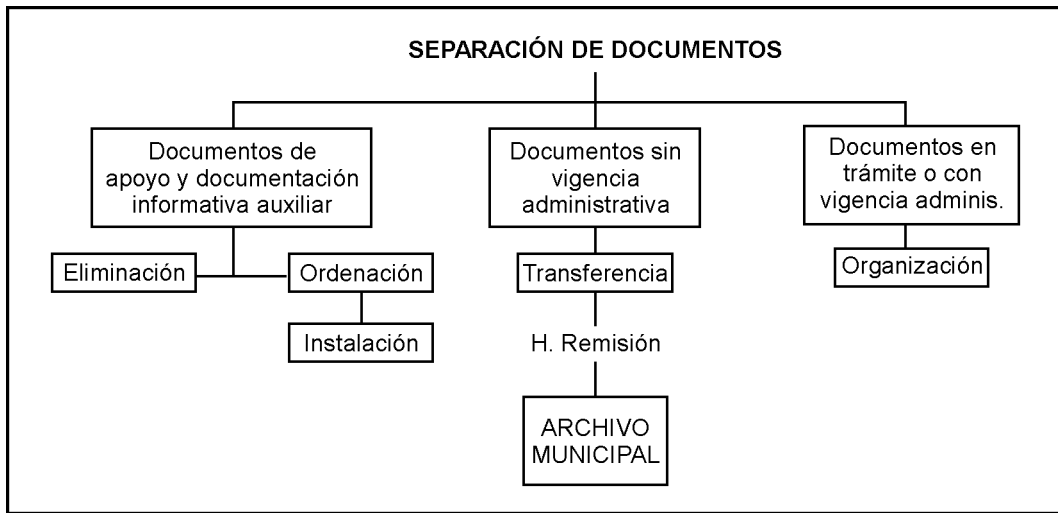 SEPARACIÓN DE DOCUMENTOS
Documentos de
apoyo y documentación
informativa auxiliar
Documentos sin
vigencia
administrativa
Documentos en
trámite o con
vigencia adminis.
Eliminación
Ordenación
Transferencia
Organización
Instalación
H. Remisión
ARCHIVO
MUNICIPAL